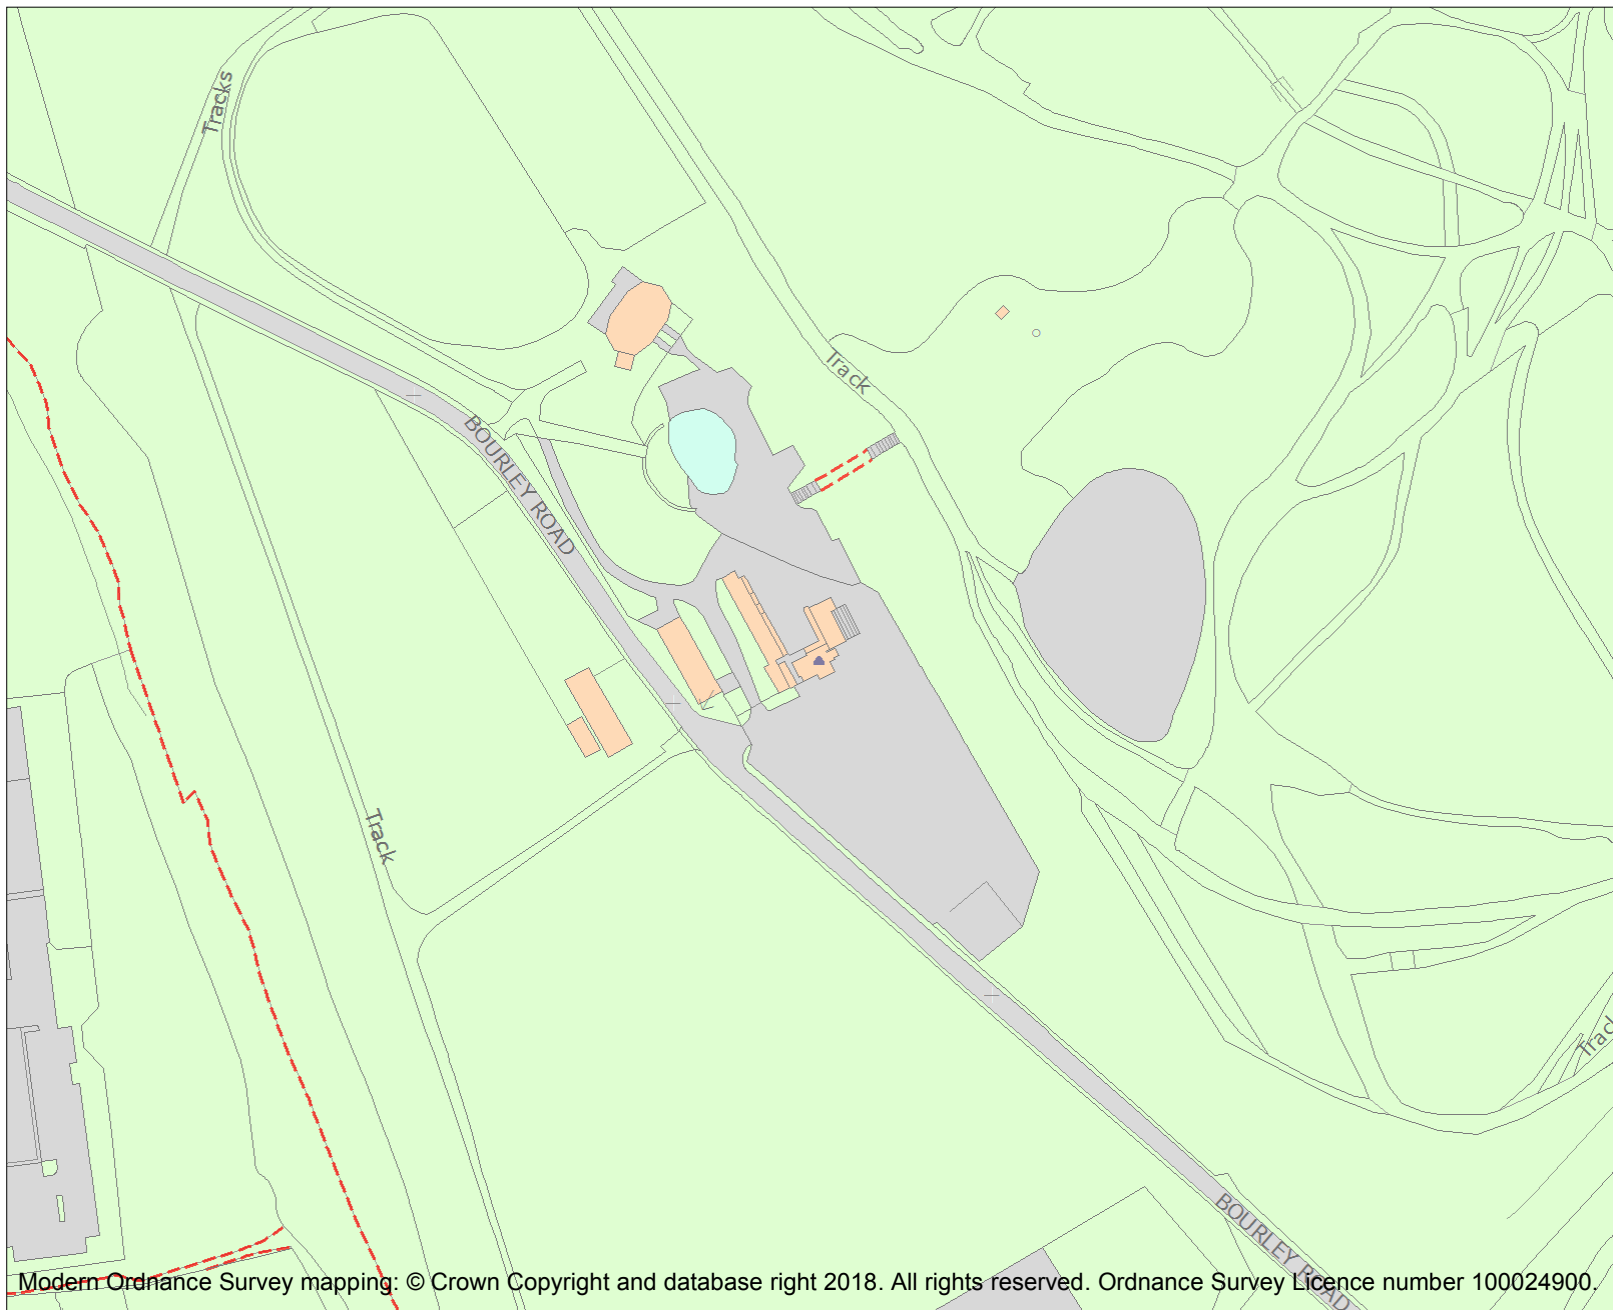 Tracks
Track
BOURLEY ROAD
Track
Trac
BOURLEY ROAD
Modern Ordnance Survey mapping: © Crown Copyright and database right 2018. All rights reserved. Ordnance Survey Licence number 100024900.